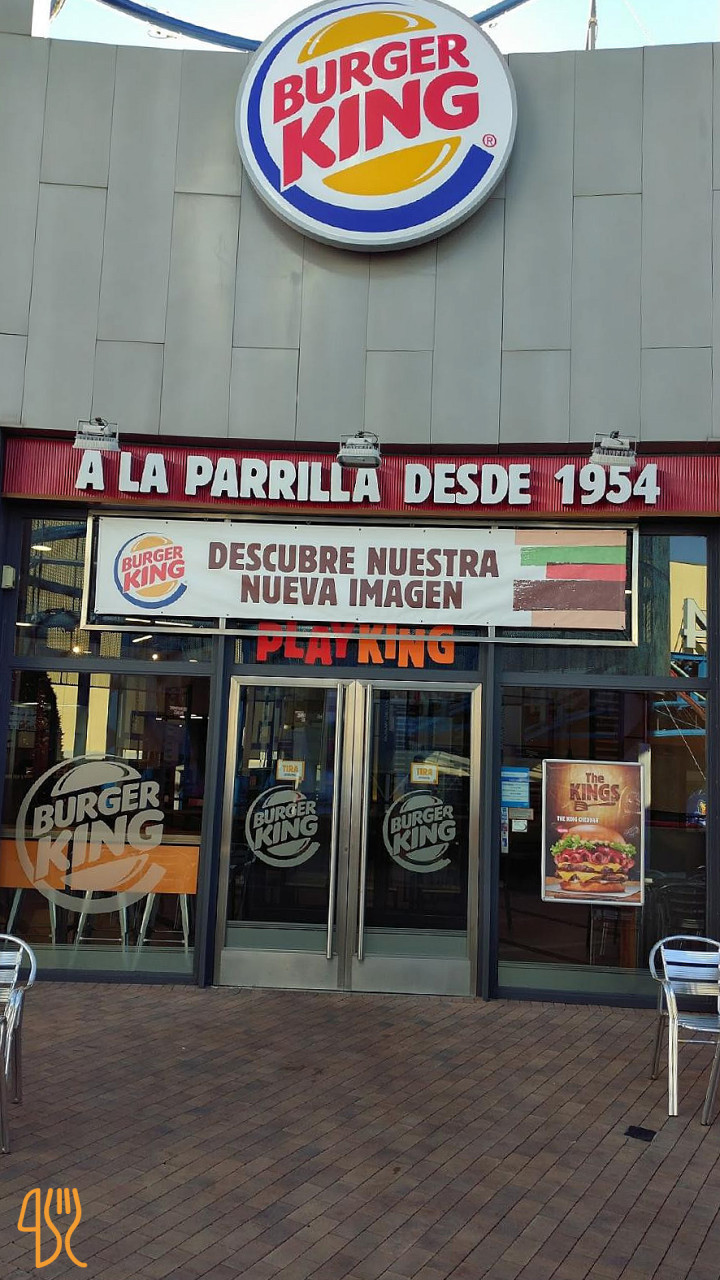 BURGER
KING
®
A LA PARRILLA DESDE 1954
BURGER
KING
DESCUBRE NUESTRA
NUEVA IMAGEN
PLAYKING
TIRA
TIRA
BURGER
KING
BURGER
KING
BURGER
KING
The
KINGS
THE KING CHEDDAR